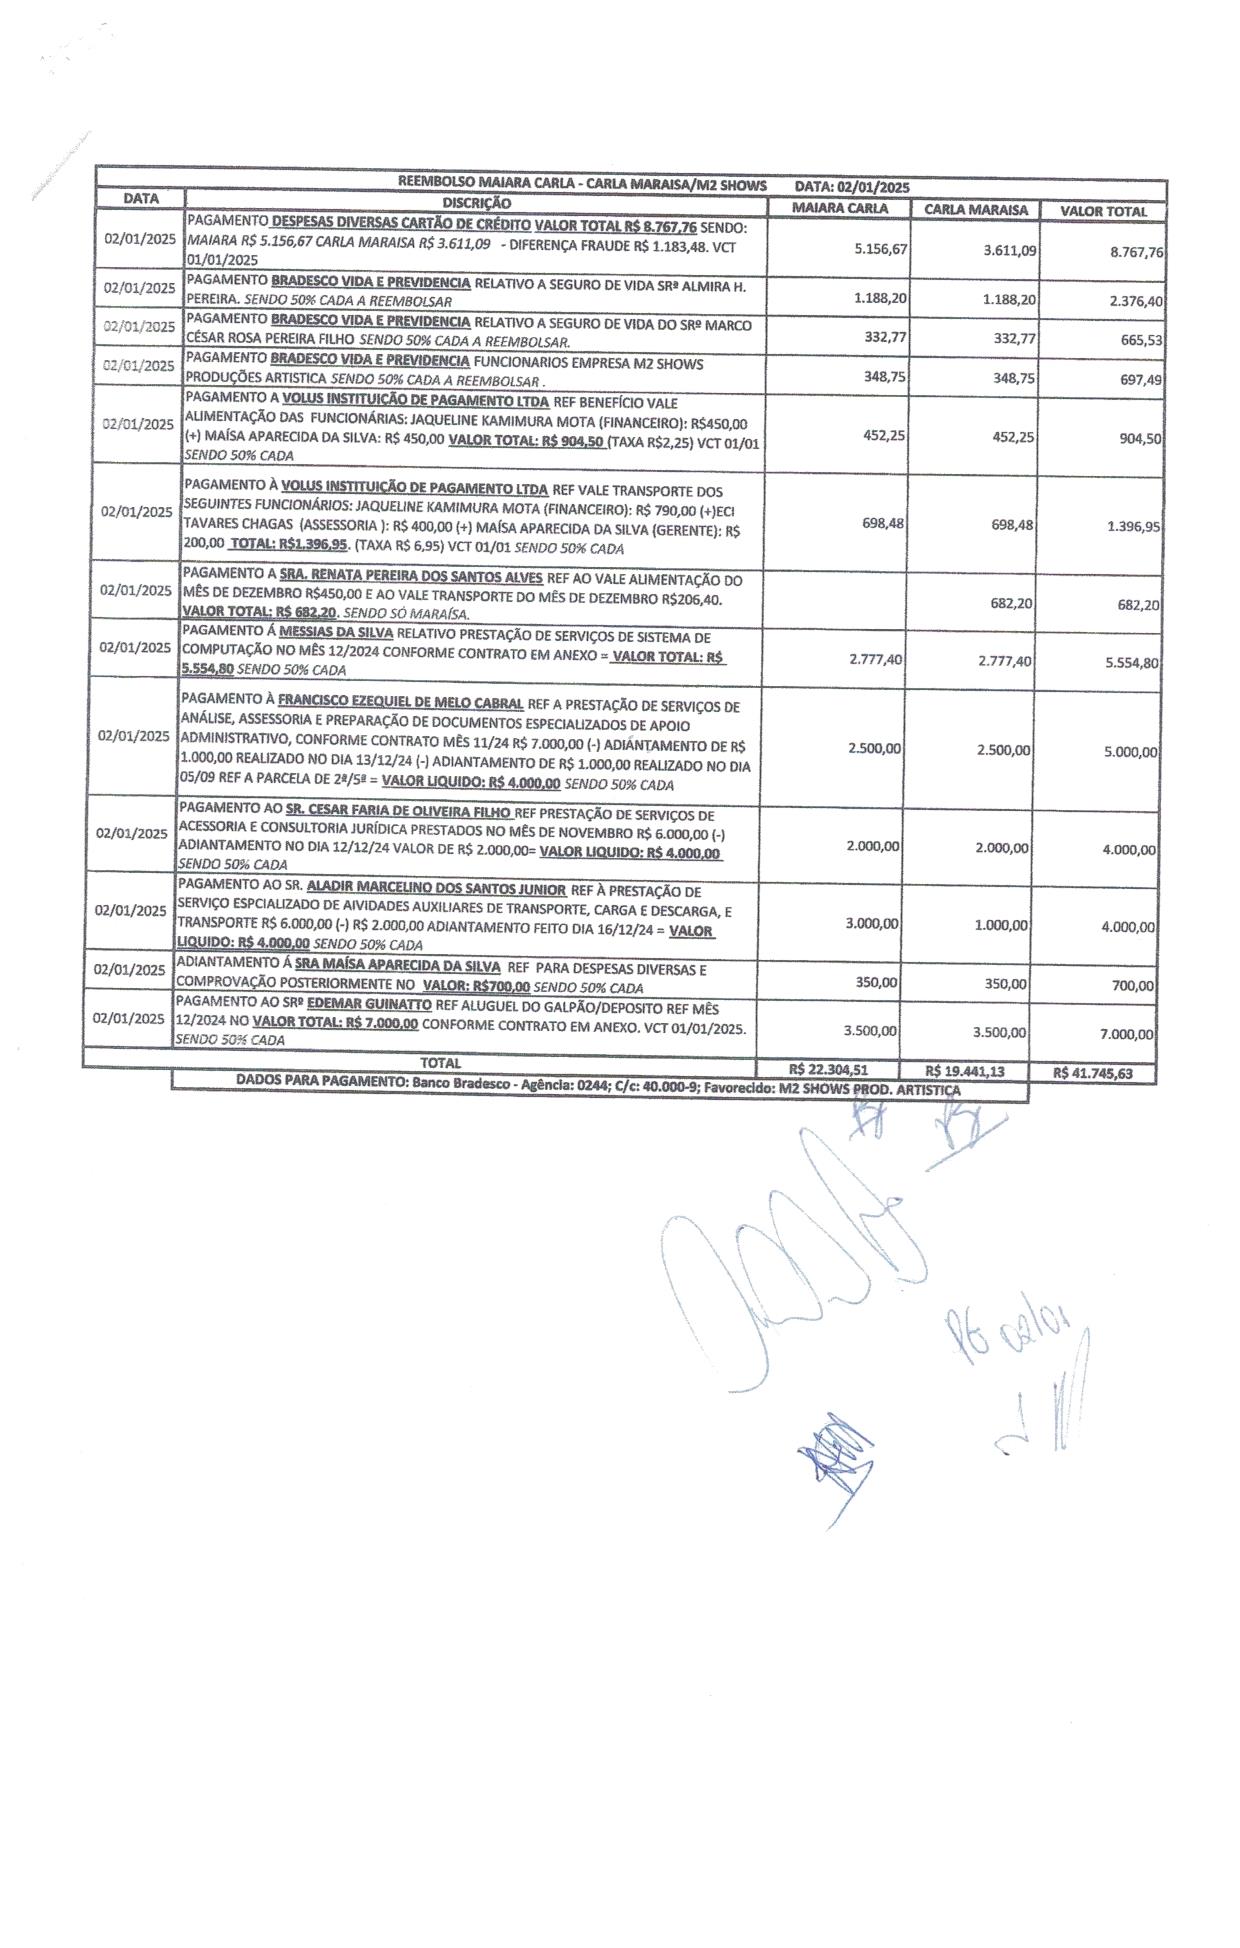 REEMBOLSO MAIARA CARLA - CARLA MARAISA/M2 SHOWS DATA: 02/01/2025
DATA DISCRIÇÃO MAIARA CARLA CARLA MARAISA VALOR TOTAL
PAGAMENTO DESPESAS DIVERSAS CARTÃO DE CRÉDITO VALOR TOTAL R$ 8.767,76 SENDO:
02/01/2025 MAIARA R$ 5.156,67 CARLA MARAISA R$ 3.611,09 - DIFERENÇA FRAUDE R$ 1.183,48. VCT 5.156,67 3.611,09 8.767,76
01/01/2025
PAGAMENTO BRADESCO VIDA E PREVIDENCIA RELATIVO A SEGURO DE VIDA SRª ALMIRA H.
02/01/2025 PEREIRA. SENDO 50% CADA A REEMBOLSAR 1.188,20 1.188,20 2.376,40
PAGAMENTO BRADESCO VIDA E PREVIDENCIA RELATIVO A SEGURO DE VIDA DO SRº MARCO
02/01/2025 CÉSAR ROSA PEREIRA FILHO SENDO 50% CADA A REEMBOLSAR. 332,77 332,77 665,53
PAGAMENTO BRADESCO VIDA E PREVIDENCIA FUNCIONARIOS EMPRESA M2 SHOWS
02/01/2025 PRODUÇÕES ARTISTICA SENDO 50% CADA A REEMBOLSAR . 348,75 348,75 697,49
PAGAMENTO A VOLUS INSTITUIÇÃO DE PAGAMENTO LTDA REF BENEFÍCIO VALE
ALIMENTAÇÃO DAS FUNCIONÁRIAS: JAQUELINE KAMIMURA MOTA (FINANCEIRO): R$450,00
02/01/2025 (+) MAÍSA APARECIDA DA SILVA: R$ 450,00 VALOR TOTAL: R$ 904,50 (TAXA R$2,25) VCT 01/01 452,25 452,25 904,50
SENDO 50% CADA
PAGAMENTO À VOLUS INSTITUIÇÃO DE PAGAMENTO LTDA REF VALE TRANSPORTE DOS
SEGUINTES FUNCIONÁRIOS: JAQUELINE KAMIMURA MOTA (FINANCEIRO): R$ 790,00 (+)ECI
02/01/2025 TAVARES CHAGAS (ASSESSORIA ): R$ 400,00 (+) MAÍSA APARECIDA DA SILVA (GERENTE): R$ 698,48 698,48 1.396,95
200,00 TOTAL: R$1.396,95. (TAXA R$ 6,95) VCT 01/01 SENDO 50% CADA
PAGAMENTO A SRA. RENATA PEREIRA DOS SANTOS ALVES REF AO VALE ALIMENTAÇÃO DO
02/01/2025 MÊS DE DEZEMBRO R$450,00 E AO VALE TRANSPORTE DO MÊS DE DEZEMBRO R$206,40. 682,20 682,20
VALOR TOTAL: R$ 682,20. SENDO SÓ MARAÍSA.
PAGAMENTO Á MESSIAS DA SILVA RELATIVO PRESTAÇÃO DE SERVIÇOS DE SISTEMA DE
02/01/2025 COMPUTAÇÃO NO MÊS 12/2024 CONFORME CONTRATO EM ANEXO = VALOR TOTAL: R$ 2.777,40 2.777,40 5.554,80
5.554,80 SENDO 50% CADA
PAGAMENTO À FRANCISCO EZEQUIEL DE MELO CABRAL REF A PRESTAÇÃO DE SERVIÇOS DE
ANÁLISE, ASSESSORIA E PREPARAÇÃO DE DOCUMENTOS ESPECIALIZADOS DE APOIO
02/01/2025 ADMINISTRATIVO, CONFORME CONTRATO MÊS 11/24 R$ 7.000,00 (-) ADIANTAMENTO DE R$ 2.500,00 2.500,00 5.000,00
1.000,00 REALIZADO NO DIA 13/12/24 (-) ADIANTAMENTO DE R$ 1.000,00 REALIZADO NO DIA
05/09 REF A PARCELA DE 2ª/5ª = VALOR LIQUIDO: R$ 4.000,00 SENDO 50% CADA
PAGAMENTO AO SR. CESAR FARIA DE OLIVEIRA FILHO REF PRESTAÇÃO DE SERVIÇOS DE
ACESSORIA E CONSULTORIA JURÍDICA PRESTADOS NO MÊS DE NOVEMBRO R$ 6.000,00 (-)
02/01/2025 ADIANTAMENTO NO DIA 12/12/24 VALOR DE R$ 2.000,00= VALOR LIQUIDO: R$ 4.000,00 2.000,00 2.000,00 4.000,00
SENDO 50% CADA
PAGAMENTO AO SR. ALADIR MARCELINO DOS SANTOS JUNIOR REF À PRESTAÇÃO DE
SERVIÇO ESPCIALIZADO DE AIVIDADES AUXILIARES DE TRANSPORTE, CARGA E DESCARGA, E
02/01/2025 TRANSPORTE R$ 6.000,00 (-) R$ 2.000,00 ADIANTAMENTO FEITO DIA 16/12/24 = VALOR 3.000,00 1.000,00 4.000,00
LIQUIDO: R$ 4.000,00 SENDO 50% CADA
ADIANTAMENTO Á SRA MAÍSA APARECIDA DA SILVA REF PARA DESPESAS DIVERSAS E
02/01/2025 COMPROVAÇÃO POSTERIORMENTE NO VALOR: R$700,00 SENDO 50% CADA 350,00 350,00 700,00
PAGAMENTO AO SRº EDEMAR GUINATTO REF ALUGUEL DO GALPÃO/DEPOSITO REF MÊS
02/01/2025 12/2024 NO VALOR TOTAL: R$ 7.000,00 CONFORME CONTRATO EM ANEXO. VCT 01/01/2025. 3.500,00 3.500,00 7.000,00
SENDO 50% CADA
TOTAL R$ 22.304,51 R$ 19.441,13 R$ 41.745,63
DADOS PARA PAGAMENTO: Banco Bradesco - Agência: 0244; C/c: 40.000-9; Favorecido: M2 SHOWS PROD. ARTISTICA
PG 02/01